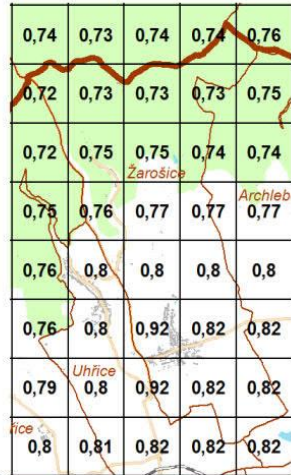 0,74 0,73 0,74 0,74 0,76
0,72 0,73 0,73 0,73 0,75
0,72 0,75 0,75 0,74 0,74
Žarošice
Archleb
0,75 0,76 0,77 0,77 0,77
0,76 0,8 0,8 0,8 0,8
0,76 0,8 0,92 0,82 0,82
Uhřice
0,79 0,8 0,92 0,82 0,82
řice
0,8 0,81 0,82 0,82 0,82